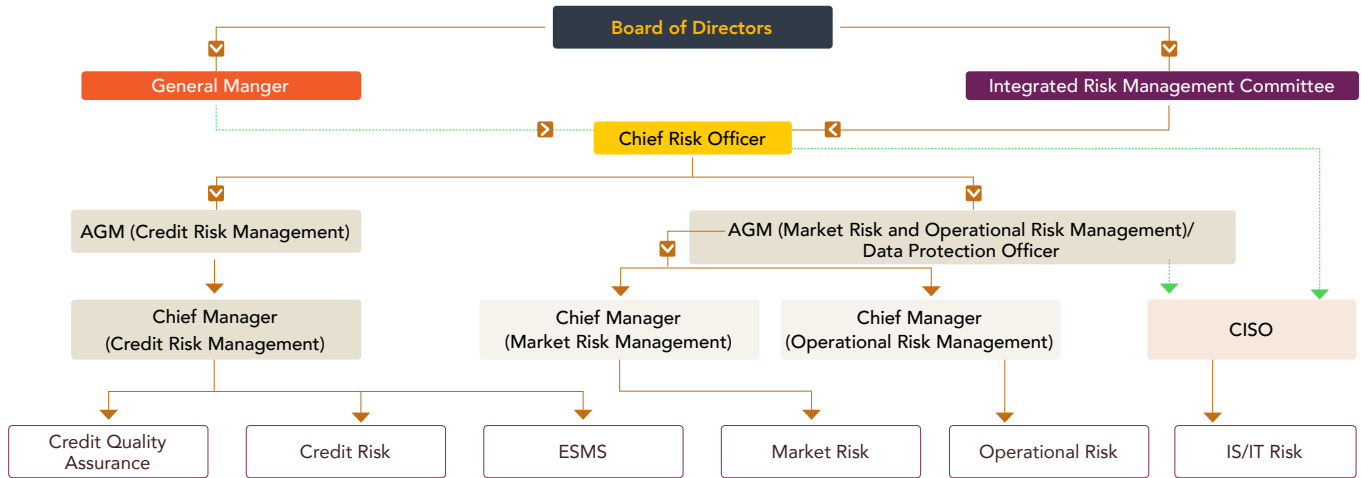 Board of Directors
General Manger
Integrated Risk Management Committee
Chief Risk Officer
AGM (Credit Risk Management)
AGM (Market Risk and Operational Risk Management)/
Data Protection Officer
Chief Manager
(Credit Risk Management)
Chief Manager
(Market Risk Management)
Chief Manager
(Operational Risk Management)
CISO
Credit Quality
Assurance
Credit Risk
ESMS
Market Risk
Operational Risk
IS/IT Risk